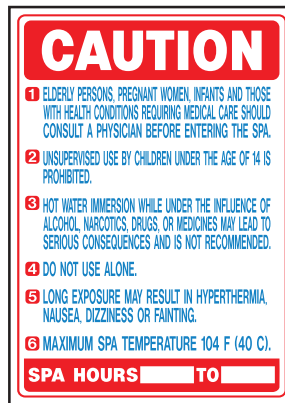 CAUTION
1 ELDERLY PERSONS, PREGNANT WOMEN, INFANTS AND THOSE
WITH HEALTH CONDITIONS REQUIRING MEDICAL CARE SHOULD
CONSULT A PHYSICIAN BEFORE ENTERING THE SPA.
2 UNSUPERVISED USE BY CHILDREN UNDER THE AGE OF 14 IS
PROHIBITED.
3 HOT WATER IMMERSION WHILE UNDER THE INFLUENCE OF
ALCOHOL, NARCOTICS, DRUGS, OR MEDICINES MAY LEAD TO
SERIOUS CONSEQUENCES AND IS NOT RECOMMENDED.
4 DO NOT USE ALONE.
5 LONG EXPOSURE MAY RESULT IN HYPERTHERMIA,
NAUSEA, DIZZINESS OR FAINTING.
6 MAXIMUM SPA TEMPERATURE 104 F (40 C).
SPA HOURS TO